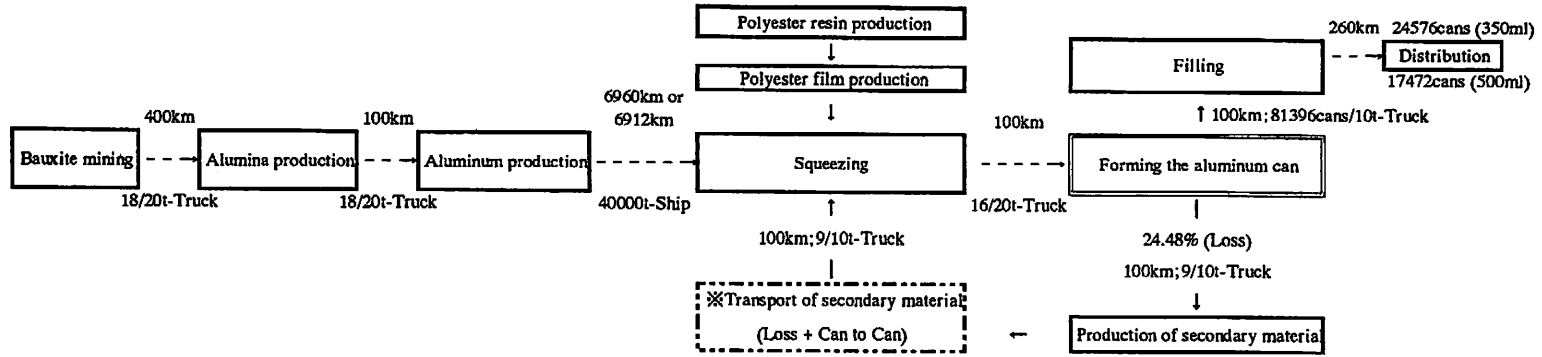 Polyester resin production
260km 24576cans (350ml)
Filling
Distribution
Polyester film production
17472cans (500ml)
6960km or
6912km
400km
100km
100km
↑ 100km; 81396cans/10t-Truck
Bauxite mining
Alumina production
Aluminum production
Squeezing
Forming the aluminum can
18/20t-Truck
18/20t-Truck
40000t-Ship
16/20t-Truck
100km; 9/10t-Truck
24.48% (Loss)
100km; 9/10t-Truck
※Transport of secondary material
(Loss + Can to Can)
Production of secondary material